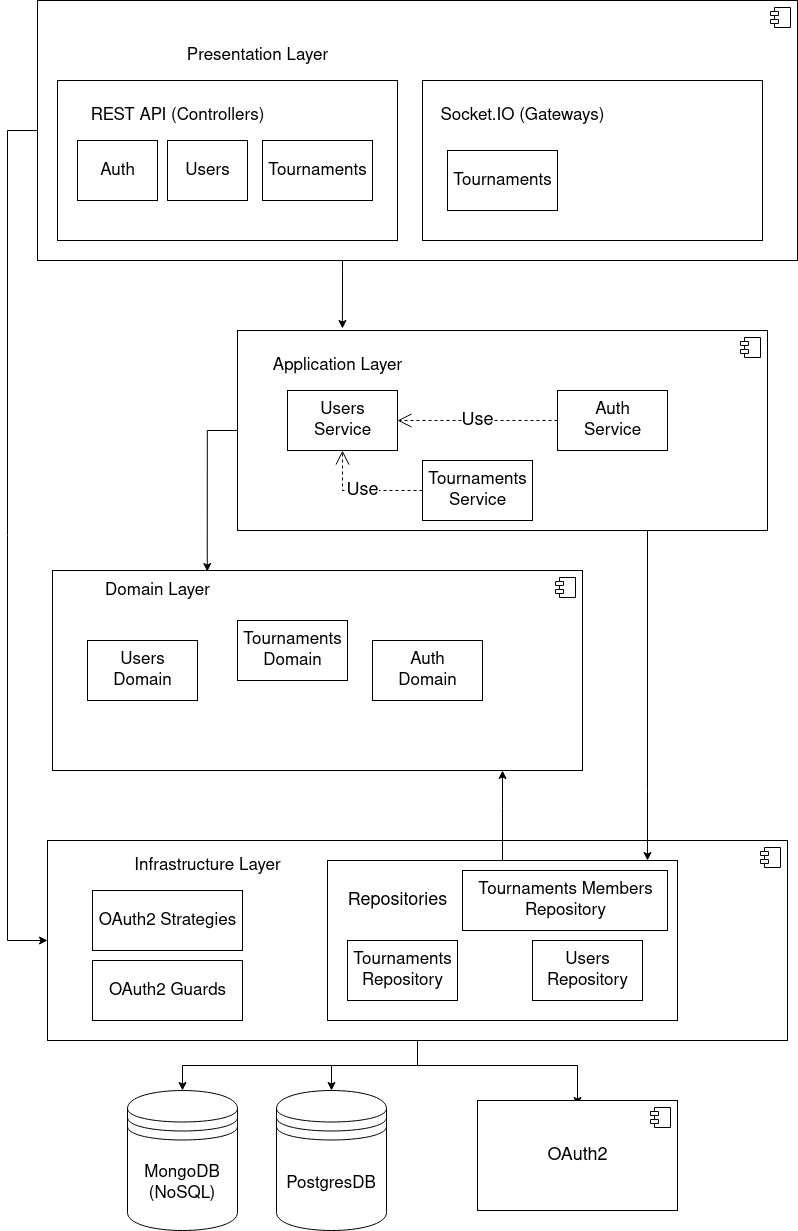 Presentation Layer
REST API (Controllers)
Auth
Users
Tournaments
Socket.IO (Gateways)
Tournaments
Application Layer
Users
Service
Use
Auth
Service
Use
Tournaments
Service
Domain Layer
Users
Domain
Tournaments
Domain
Auth
Domain
Infrastructure Layer
OAuth2 Strategies
OAuth2 Guards
Repositories
Tournaments Members
Repository
Tournaments
Repository
Users
Repository
MongoDB
(NoSQL)
PostgresDB
OAuth2